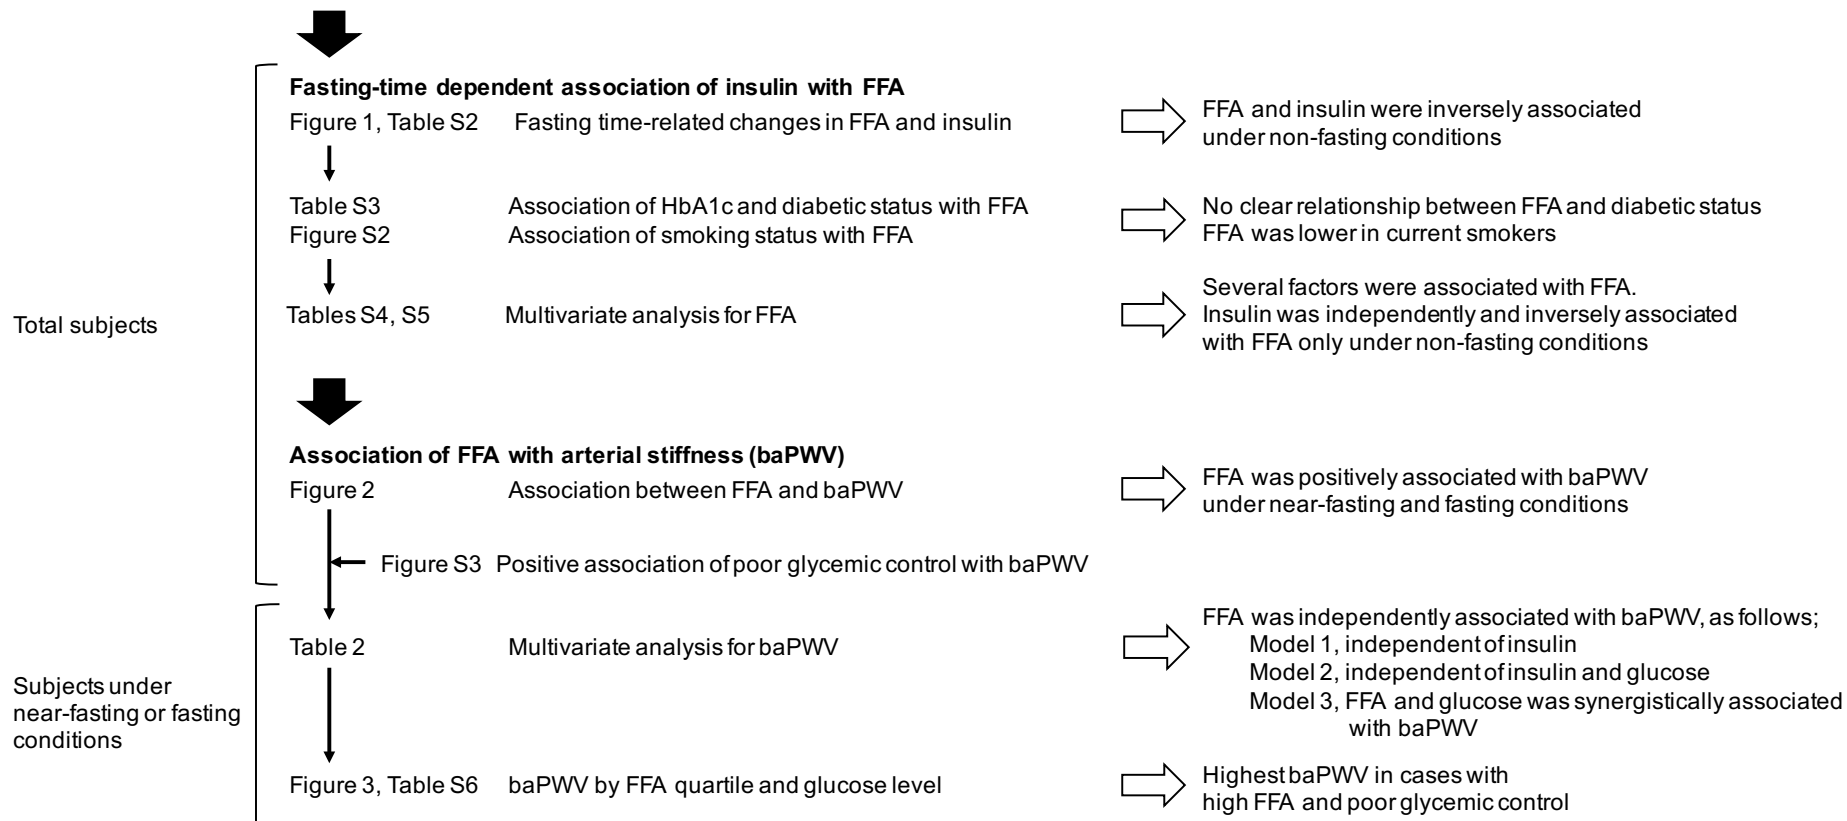 Fasting-time dependent association of insulin with FFA
Figure 1, Table S2 Fasting time-related changes in FFA and insulin
FFA and insulin were inversely associated
under non-fasting conditions
Table S3 Association of HbA1c and diabetic status with FFA
Figure S2 Association of smoking status with FFA
No clear relationship between FFA and diabetic status
FFA was lower in current smokers
Total subjects
Tables S4, S5 Multivariate analysis for FFA
Several factors were associated with FFA.
Insulin was independently and inversely associated
with FFA only under non-fasting conditions
Association of FFA with arterial stiffness (baPWV)
Figure 2 Association between FFA and baPWV
FFA was positively associated with baPWV
under near-fasting and fasting conditions
Figure S3 Positive association of poor glycemic control with baPWV
Subjects under
near-fasting or fasting
conditions
Table 2 Multivariate analysis for baPWV
FFA was independently associated with baPWV, as follows;
Model 1, independent of insulin
Model 2, independent of insulin and glucose
Model 3, FFA and glucose was synergistically associated
with baPWV
Figure 3, Table S6 baPWV by FFA quartile and glucose level
Highest baPWV in cases with
high FFA and poor glycemic control